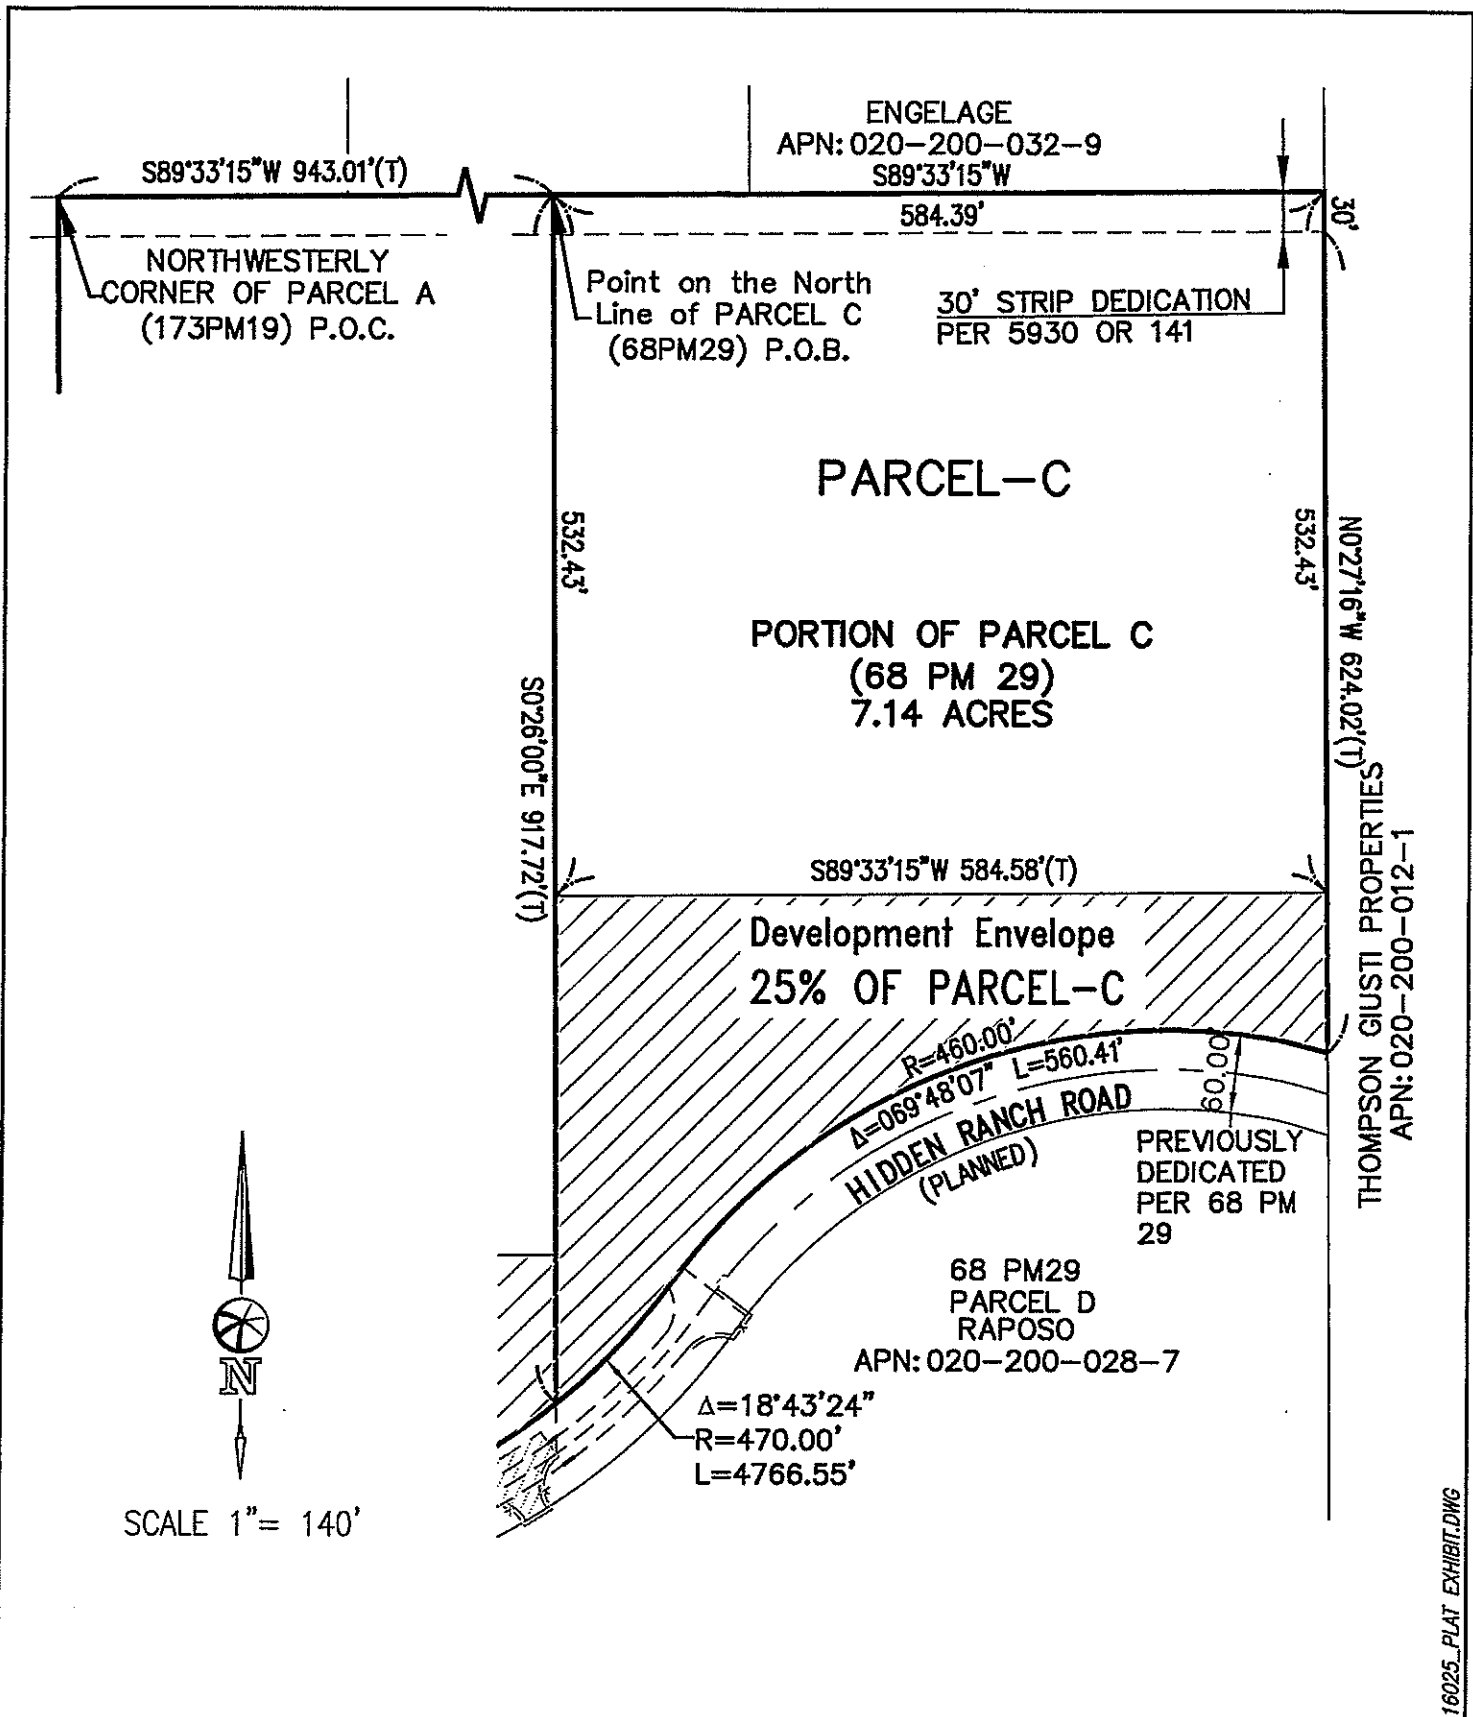 ENGELAGE
APN: 020-200-032-9
S89°33'15"W 943.01'(T)
S89°33'15"W
584.39'
30'
NORTHWESTERLY
CORNER OF PARCEL A
(173PM19) P.O.C.
Point on the North
Line of PARCEL C
(68PM29) P.O.B.
30' STRIP DEDICATION
PER 5930 OR 141
PARCEL-C
532.43'
532.43'
N0°27'16"W 624.02'(T)
PORTION OF PARCEL C
(68 PM 29)
7.14 ACRES
S0°26'00"E 917.72'(T)
THOMPSON GIUSTI PROPERTIES
APN: 020-200-012-1
S89°33'15"W 584.58'(T)
Development Envelope
25% OF PARCEL-C
R=460.00'
Δ=069°48'07" L=560.41'
60.00
HIDDEN RANCH ROAD
(PLANNED)
PREVIOUSLY
DEDICATED
PER 68 PM
29
68 PM29
PARCEL D
RAPOSO
APN: 020-200-028-7
Δ=18°43'24"
R=470.00'
L=4766.55'
N
SCALE 1"= 140'
16025_PLAT EXHIBIT.DWG